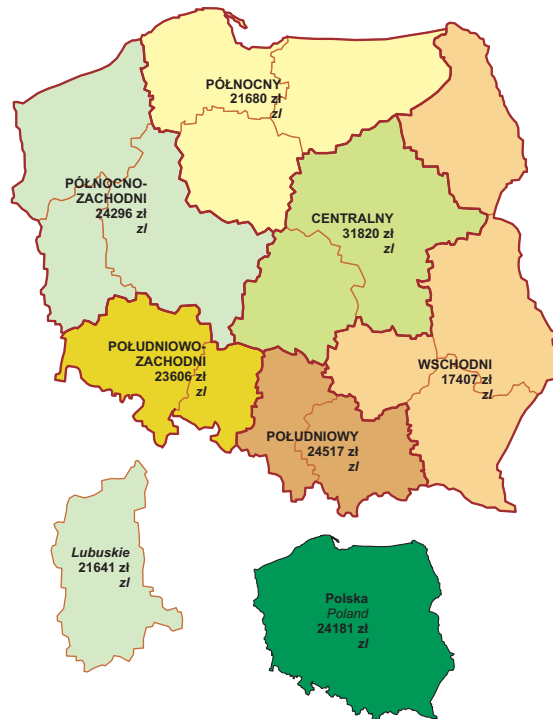 PÓŁNOCNY
21680 zł
zl
PÓŁNOCNO-
ZACHODNI
24296 zł
zl
CENTRALNY
31820 zł
zl
POŁUDNIOWO-
ZACHODNI
23606 zł
zl
WSCHODNI
17407 zł
zl
POŁUDNIOWY
24517 zł
zl
Lubuskie
21641 zł
zl
Polska
Poland
24181 zł
zl